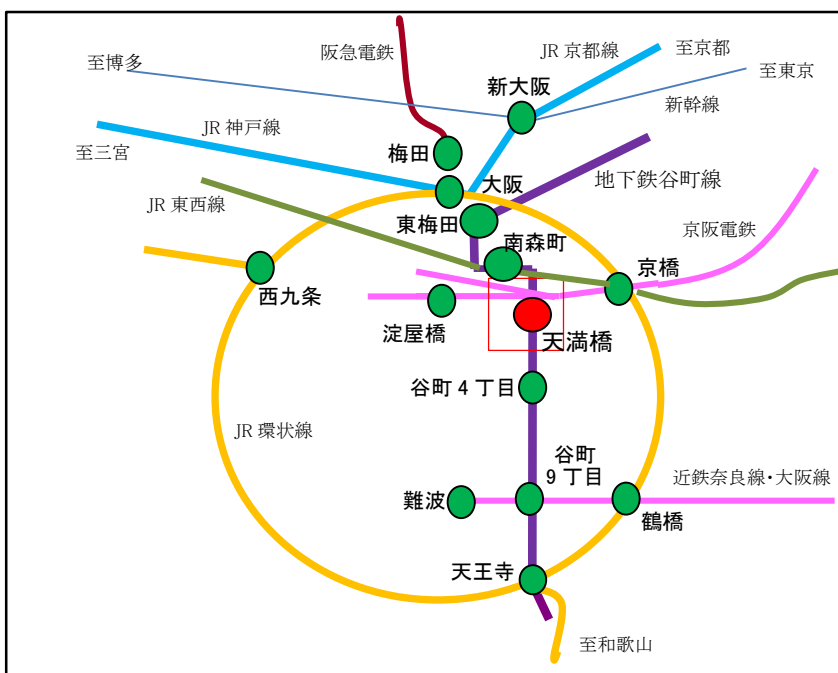 阪急電鉄
JR 京都線
至京都
至博多
至東京
新大阪
新幹線
JR 神戸線
梅田
至三宮
大阪
地下鉄谷町線
JR 東西線
東梅田
京阪電鉄
南森町
京橋
西九条
淀屋橋
天満橋
谷町 4 丁目
JR 環状線
谷町
9 丁目
近鉄奈良線・大阪線
難波
鶴橋
天王寺
至和歌山